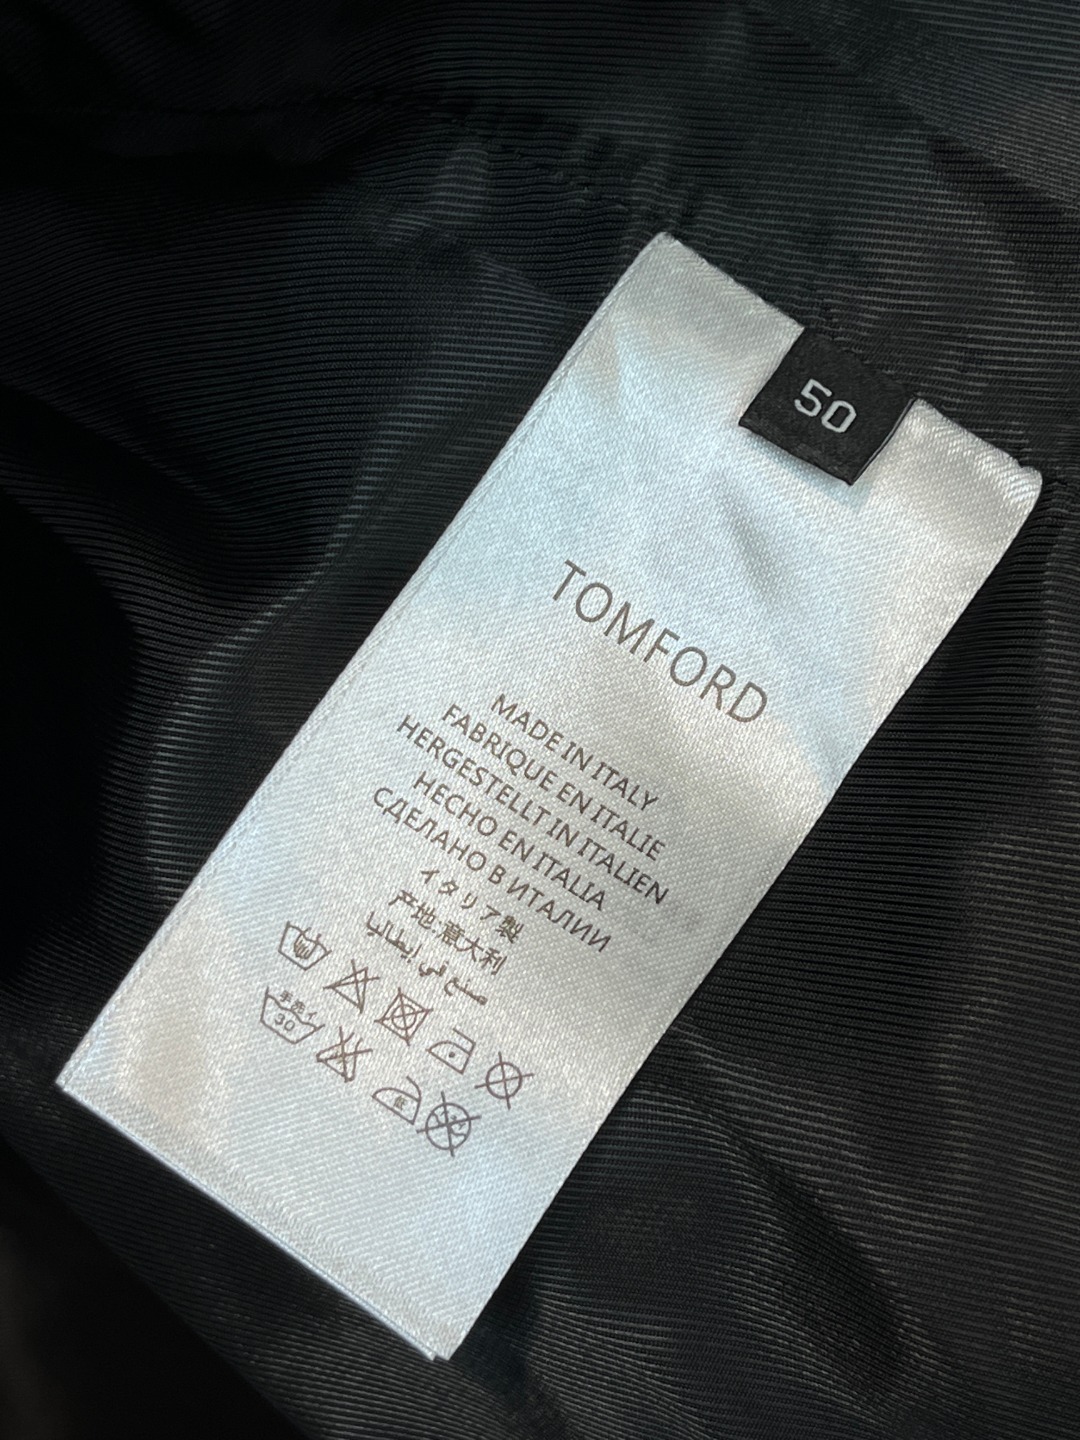 50
TOMFORD
MADE IN ITALY
FABRIQUE EN ITALIE
HERGESTELLT IN ITALIEN
HECHO EN ITALIA
СДЕЛАНО В ИТАЛИИ
イタリア製
产地:意大利
صنع في إيطاليا
30